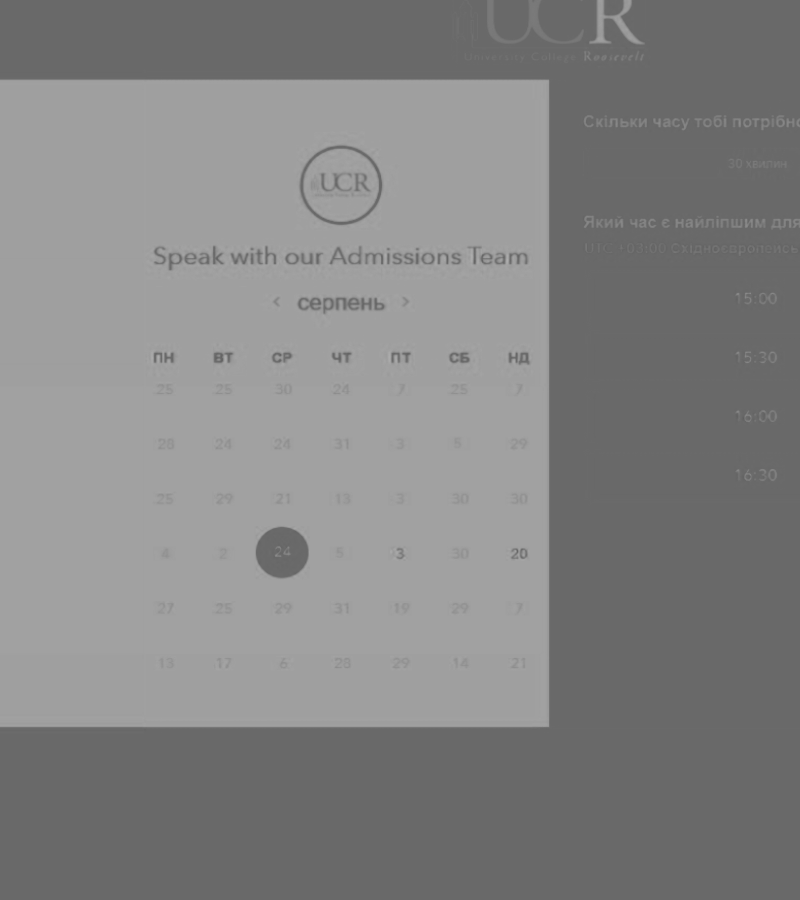 UCR
University College Roosevelt
UCR
Speak with our Admissions Team
< серпень >
ПН ВТ СР ЧТ ПТ СБ НД
25 25 30 24 7 25 7
28 24 24 31 3 5 29
25 29 21 13 3 30 30
4 2 24 5 3 30 20
27 25 29 31 19 29 7
13 17 6 28 29 14 21
Скільки часу тобі потрібно
30 хвилин
Який час є найліпшим для
UTC +03:00
15:00
15:30
16:00
16:30